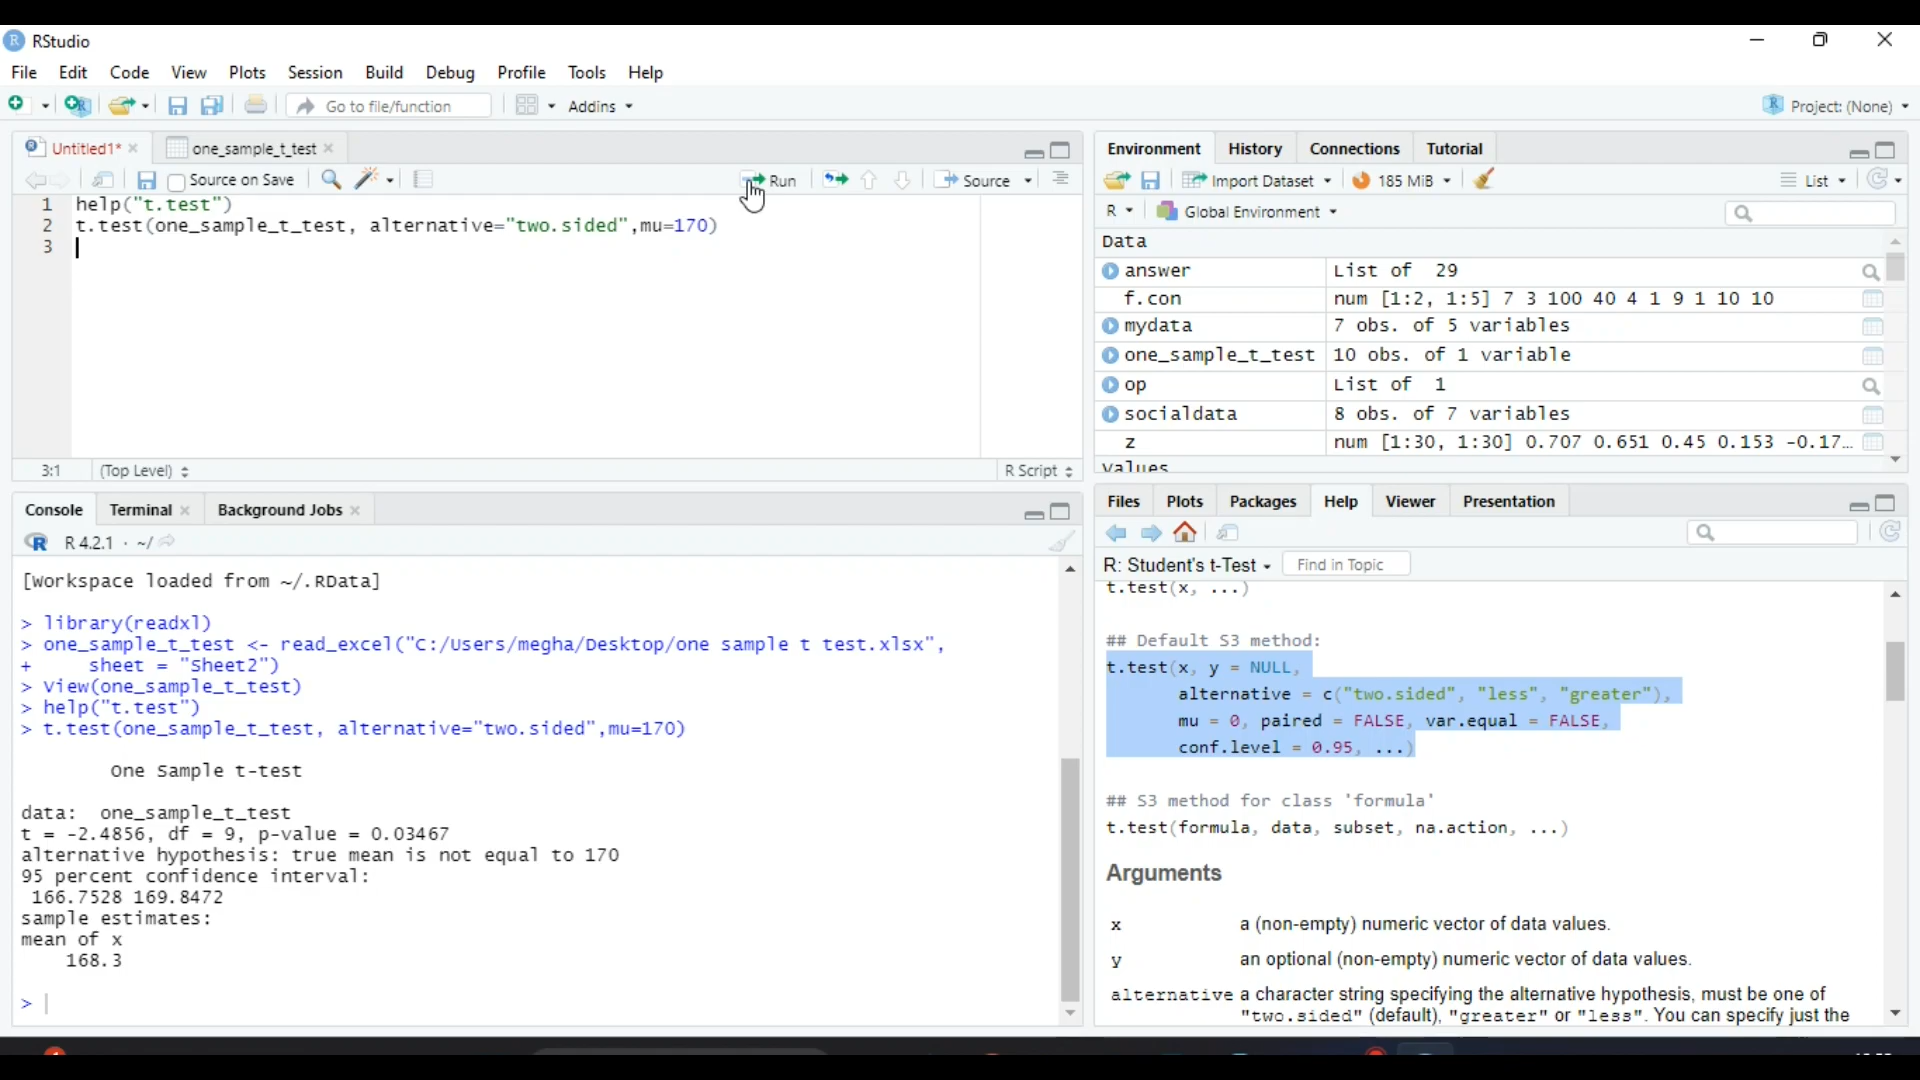 RStudio
File Edit Code View Plots Session Build Debug Profile Tools Help
Go to file/function Addins Project: (None)
Untitled1* one_sample_t_test
Source on Save Run Source
1 help("t.test")
2 t.test(one_sample_t_test, alternative="two.sided",mu=170)
3
3:1 (Top Level) R Script
Console Terminal Background Jobs
R 4.2.1 · ~/
[Workspace loaded from ~/.RData]
> library(readxl)
> one_sample_t_test <- read_excel("C:/Users/megha/Desktop/one sample t test.xlsx",
+     sheet = "Sheet2")
> View(one_sample_t_test)
> help("t.test")
> t.test(one_sample_t_test, alternative="two.sided",mu=170)
One Sample t-test
data:  one_sample_t_test
t = -2.4856, df = 9, p-value = 0.03467
alternative hypothesis: true mean is not equal to 170
95 percent confidence interval:
166.7528 169.8472
sample estimates:
mean of x
168.3
>
Environment History Connections Tutorial
Import Dataset 185 MiB List
R Global Environment
Data
answer List of 29
f.con num [1:2, 1:5] 7 3 100 40 4 1 9 1 10 10
mydata 7 obs. of 5 variables
one_sample_t_test 10 obs. of 1 variable
op List of 1
socialdata 8 obs. of 7 variables
z num [1:30, 1:30] 0.707 0.651 0.45 0.153 -0.17...
Values
Files Plots Packages Help Viewer Presentation
R: Student's t-Test Find in Topic
t.test(x, ...)
## Default S3 method:
t.test(x, y = NULL,
alternative = c("two.sided", "less", "greater"),
mu = 0, paired = FALSE, var.equal = FALSE,
conf.level = 0.95, ...)
## S3 method for class 'formula'
t.test(formula, data, subset, na.action, ...)
Arguments
x a (non-empty) numeric vector of data values.
y an optional (non-empty) numeric vector of data values.
alternative a character string specifying the alternative hypothesis, must be one of
"two.sided" (default), "greater" or "less". You can specify just the